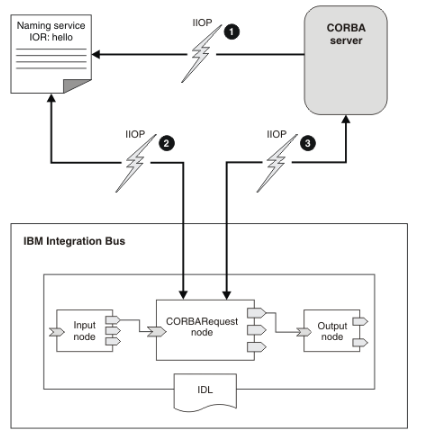 Naming service
IOR: hello
IIOP
1
CORBA
server
IIOP
2
IIOP
3
IBM Integration Bus
Input
node
CORBARequest
node
Output
node
IDL